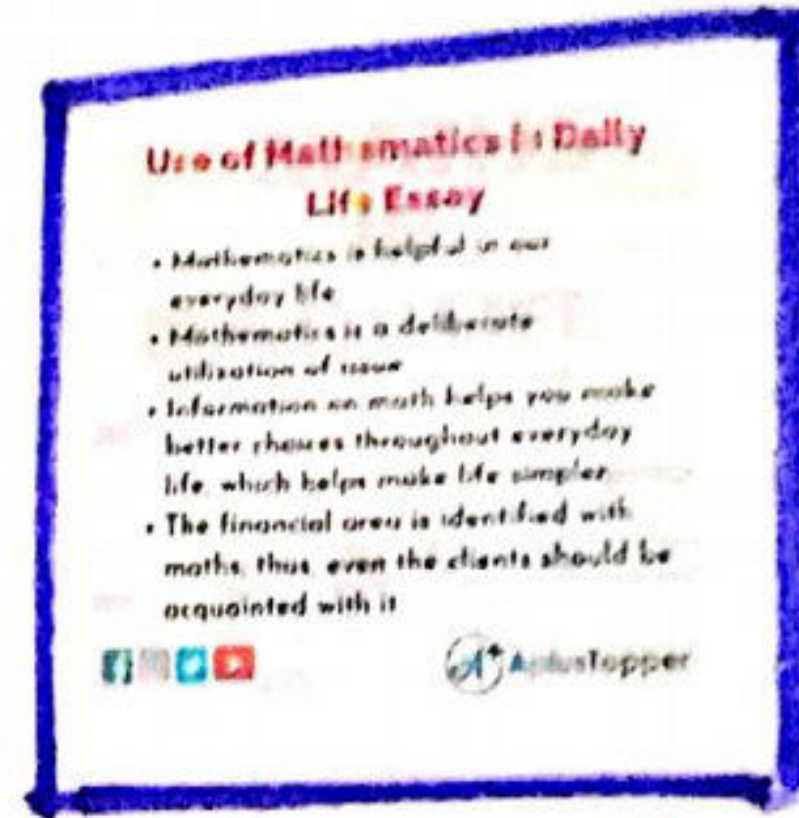 Use of Mathematics in Daily
Life Essay
• Mathematics is helpful in our
everyday life
• Mathematics is a deliberate
utilization of issue
• Information on math helps you make
better choices throughout everyday
life, which helps make life simpler
• The financial area is identified with
maths, thus, even the clients should be
acquainted with it
A+ AplusTopper